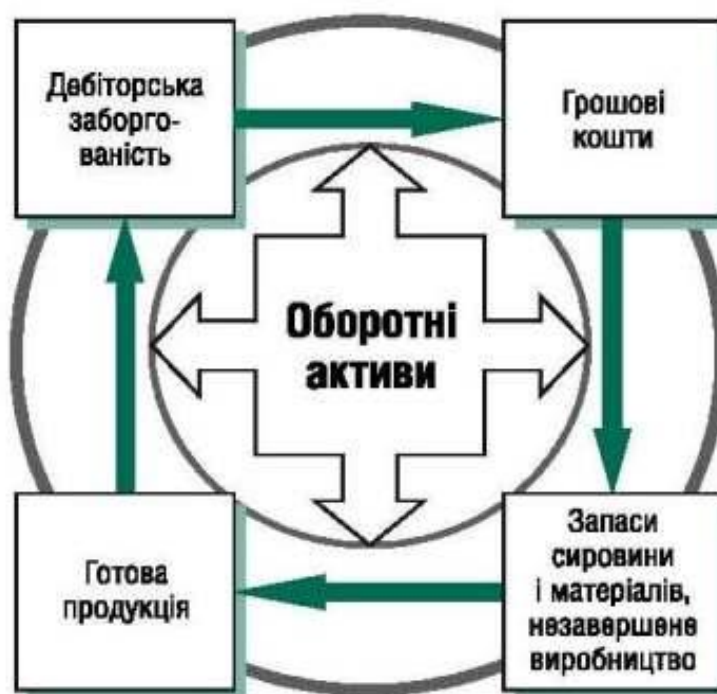 Дебіторська
заборго-
ваність
Грошові
кошти
Оборотні
активи
Готова
продукція
Запаси
сировини
і матеріалів,
незавершене
виробництво